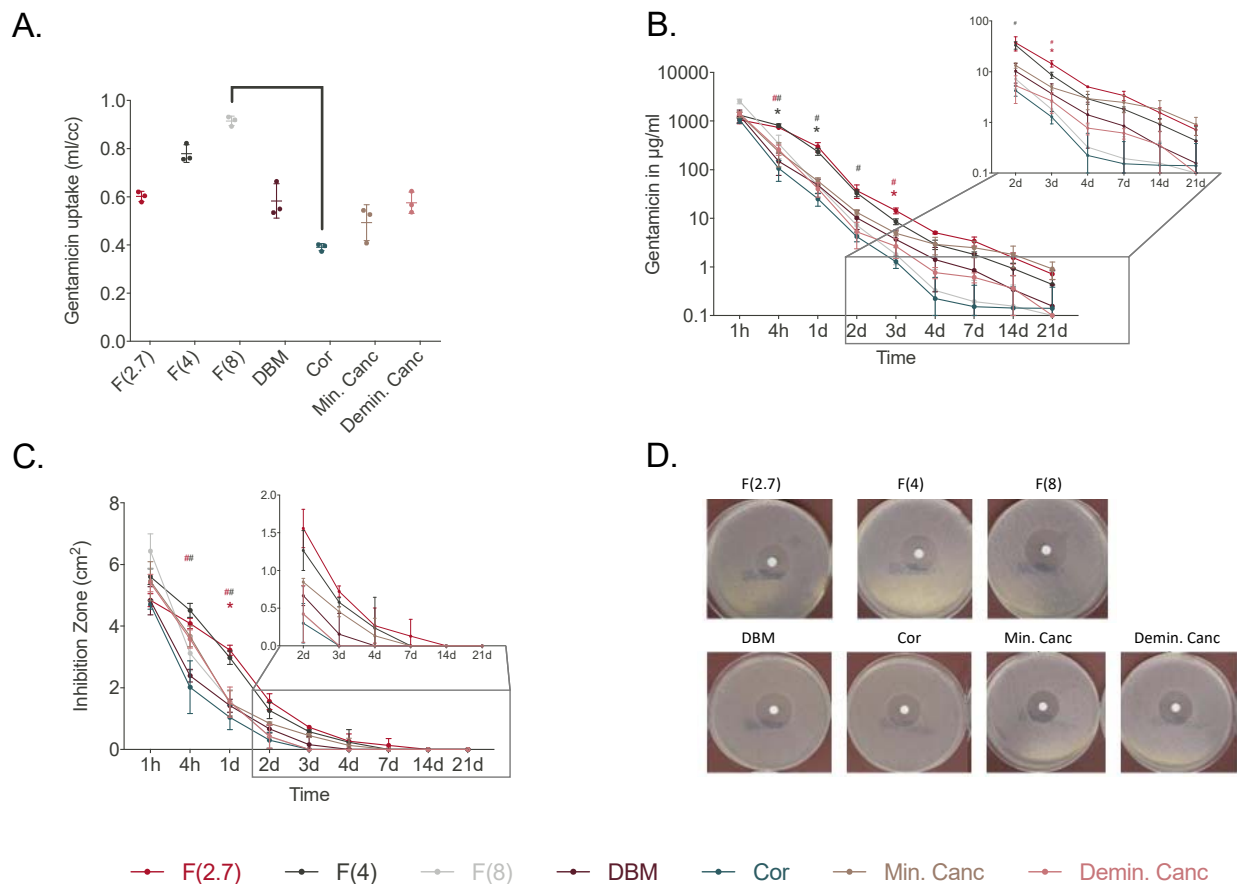 A.
Gentamicin uptake (ml/cc)
1.0
0.8
0.6
0.4
0.2
0.0
F(2.7)
F(4)
F(8)
DBM
Cor
Min. Canc
Demin. Canc
B.
Gentamicin in µg/ml
10000
1000
100
10
1
0.1
##
*
#
*
#
#
*
1h
4h
1d
2d
3d
4d
7d
14d
21d
Time
100
10
1
0.1
#
#
*
2d
3d
4d
7d
14d
21d
C.
Inhibition Zone (cm²)
8
6
4
2
0
##
##
*
1h
4h
1d
2d
3d
4d
7d
14d
21d
Time
2.0
1.5
1.0
0.5
0.0
2d
3d
4d
7d
14d
21d
D.
F(2.7)
F(4)
F(8)
DBM
Cor
Min. Canc
Demin. Canc
F(2.7)
F(4)
F(8)
DBM
Cor
Min. Canc
Demin. Canc